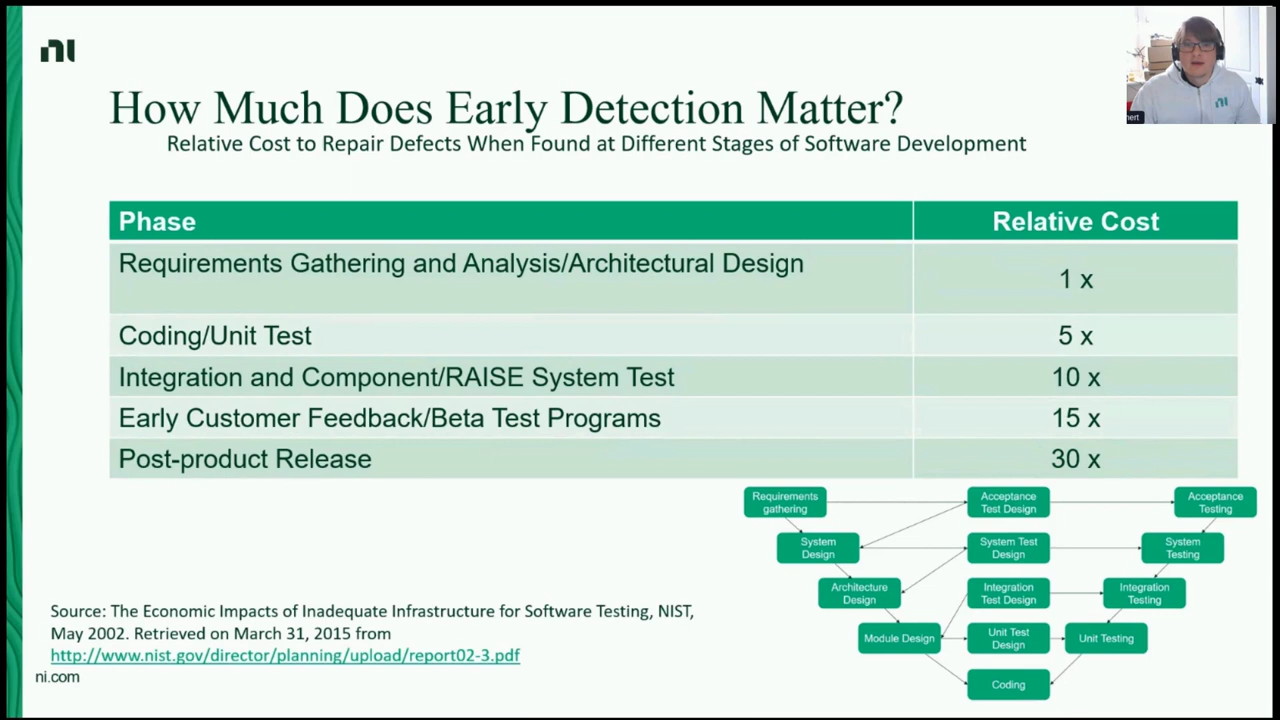 ni
How Much Does Early Detection Matter?
Relative Cost to Repair Defects When Found at Different Stages of Software Development
Phase Relative Cost
Requirements Gathering and Analysis/Architectural Design 1 x
Coding/Unit Test 5 x
Integration and Component/RAISE System Test 10 x
Early Customer Feedback/Beta Test Programs 15 x
Post-product Release 30 x
Requirements
gathering
Acceptance
Test Design
Acceptance
Testing
System
Design
System Test
Design
System
Testing
Architecture
Design
Integration
Test Design
Integration
Testing
Module Design
Unit Test
Design
Unit Testing
Coding
Source: The Economic Impacts of Inadequate Infrastructure for Software Testing, NIST,
May 2002. Retrieved on March 31, 2015 from
http://www.nist.gov/director/planning/upload/report02-3.pdf
ni.com